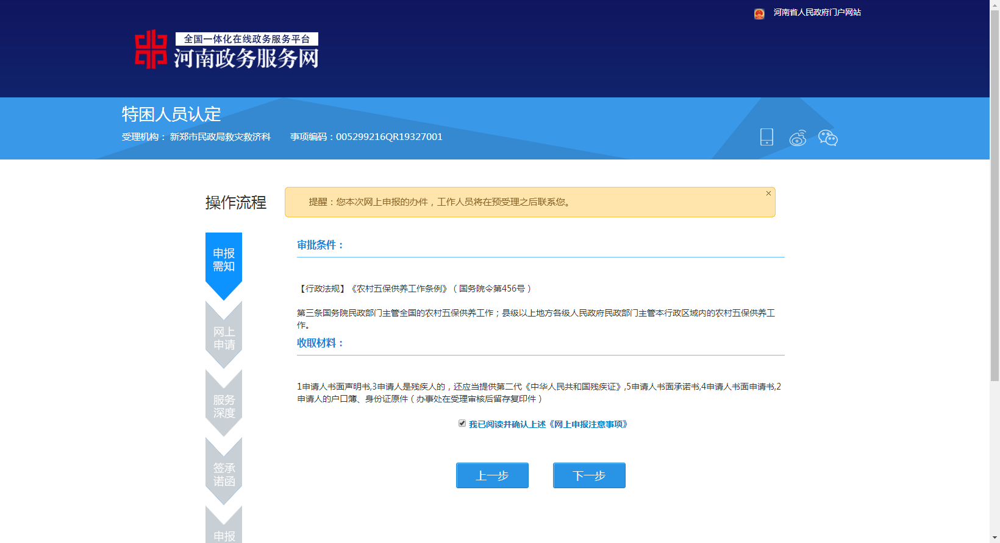 河南省人民政府门户网站
全国一体化在线政务服务平台
河南政务服务网
特困人员认定
受理机构： 新郑市民政局救灾救济科 事项编码：005299216QR19327001
操作流程
提醒：您本次网上申报的办件，工作人员将在预受理之后联系您。
×
申报
需知
网上
申请
服务
深度
签承
诺函
申报
审批条件：
【行政法规】《农村五保供养工作条例》（国务院令第456号）
第三条国务院民政部门主管全国的农村五保供养工作；县级以上地方各级人民政府民政部门主管本行政区域内的农村五保供养工
作。
收取材料：
1申请人书面声明书,3申请人是残疾人的，还应当提供第二代《中华人民共和国残疾证》,5申请人书面承诺书,4申请人书面申请书,2
申请人的户口簿、身份证原件（办事处在受理审核后留存复印件）
我已阅读并确认上述《网上申报注意事项》
上一步
下一步